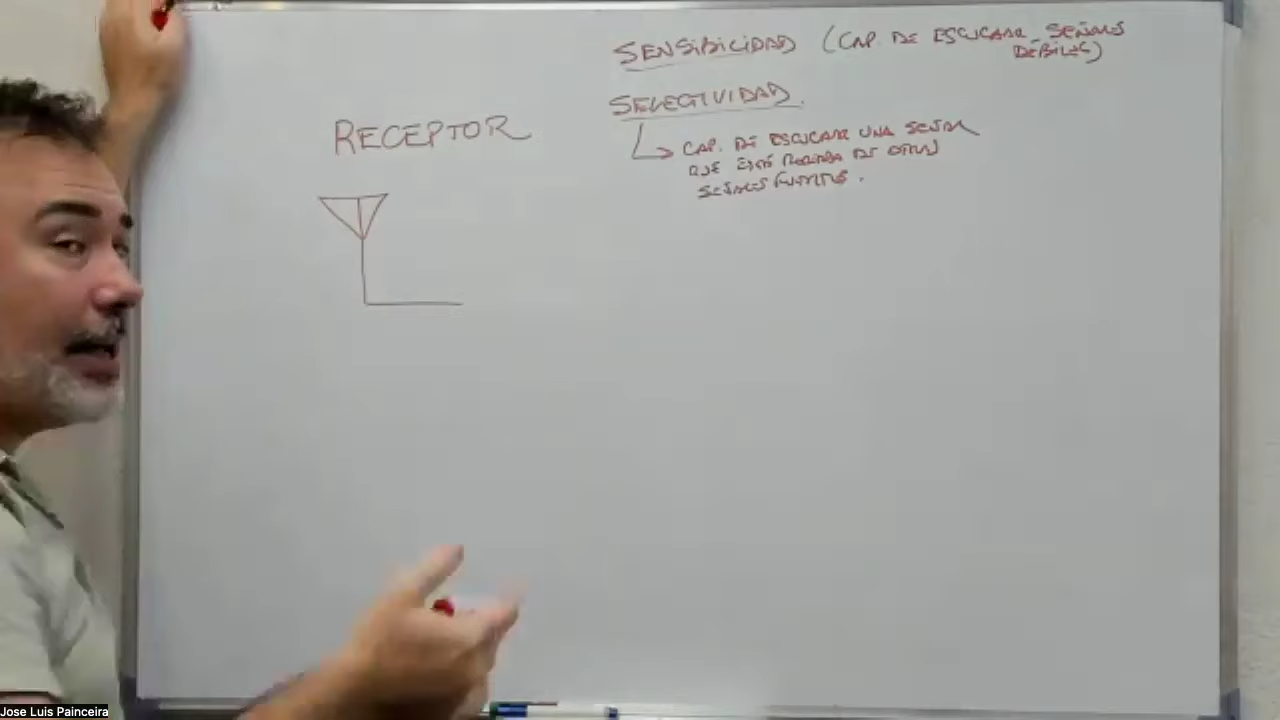 SENSIBILIDAD (CAP. DE ESCUCHAR SEÑALES
DEBILES)
SELECTIVIDAD.
CAP. DE ESCUCHAR UNA SEÑAL
QUE ESTÁ RODEADA DE OTRAS
SEÑALES FUERTES.
RECEPTOR
Jose Luis Painceira